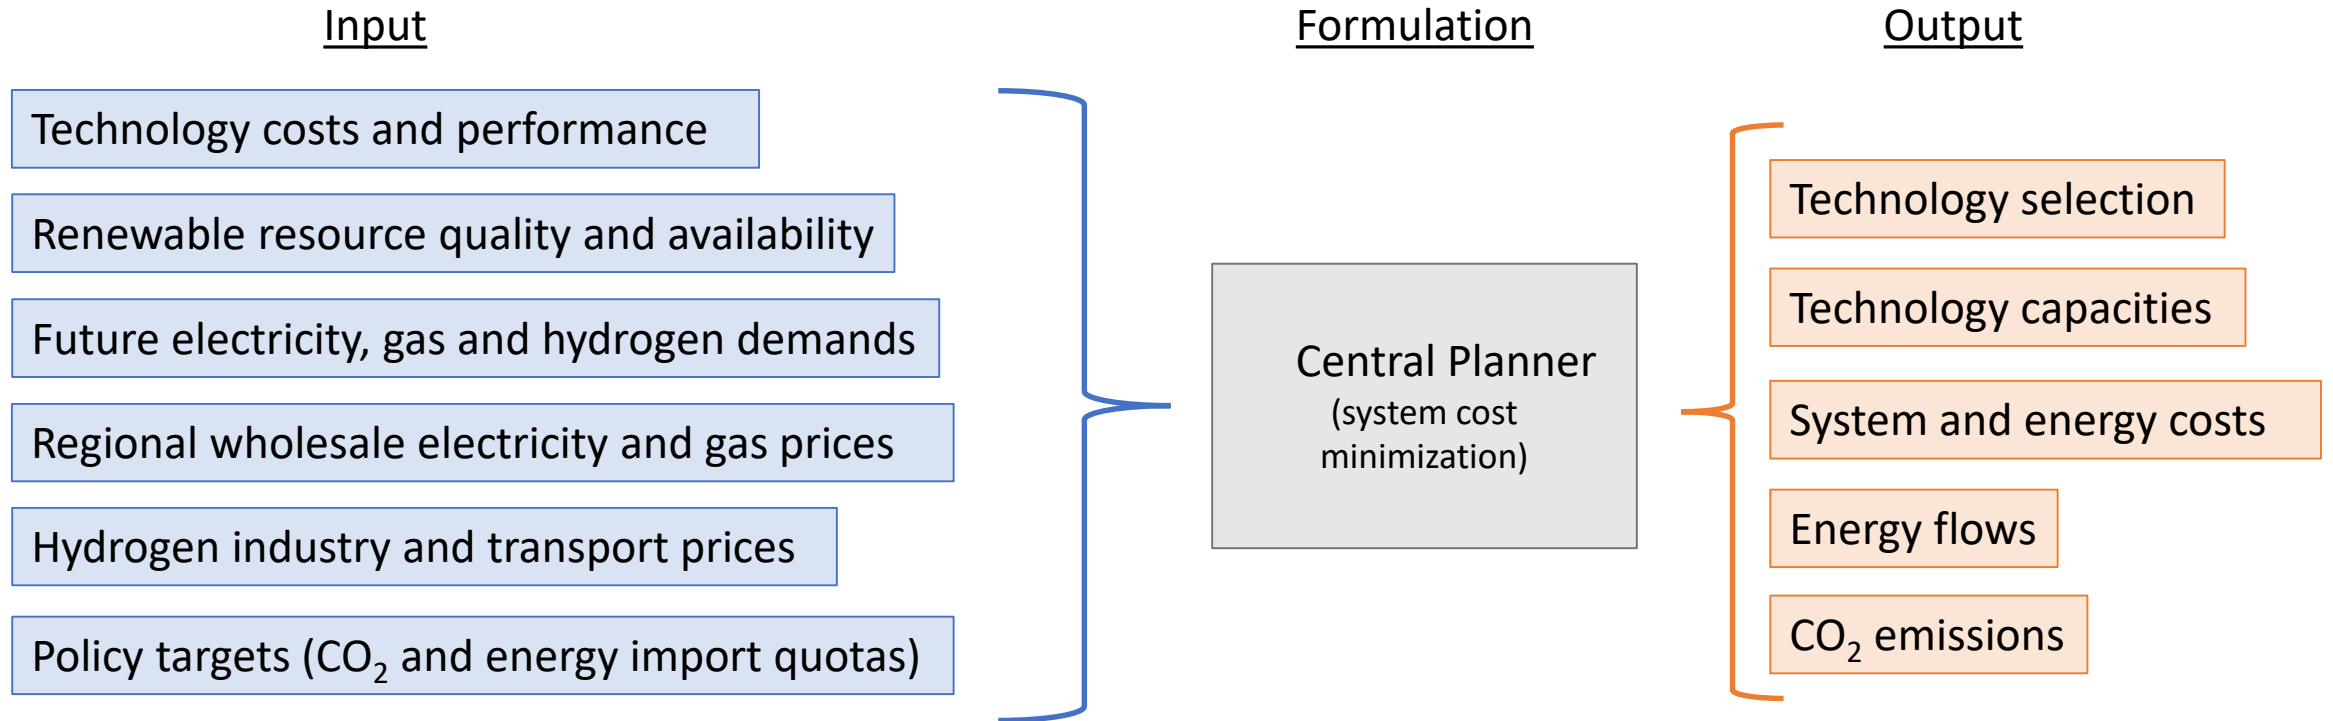 Input
Technology costs and performance
Renewable resource quality and availability
Future electricity, gas and hydrogen demands
Regional wholesale electricity and gas prices
Hydrogen industry and transport prices
Policy targets (CO₂ and energy import quotas)
Formulation
Central Planner
(system cost
minimization)
Output
Technology selection
Technology capacities
System and energy costs
Energy flows
CO₂ emissions